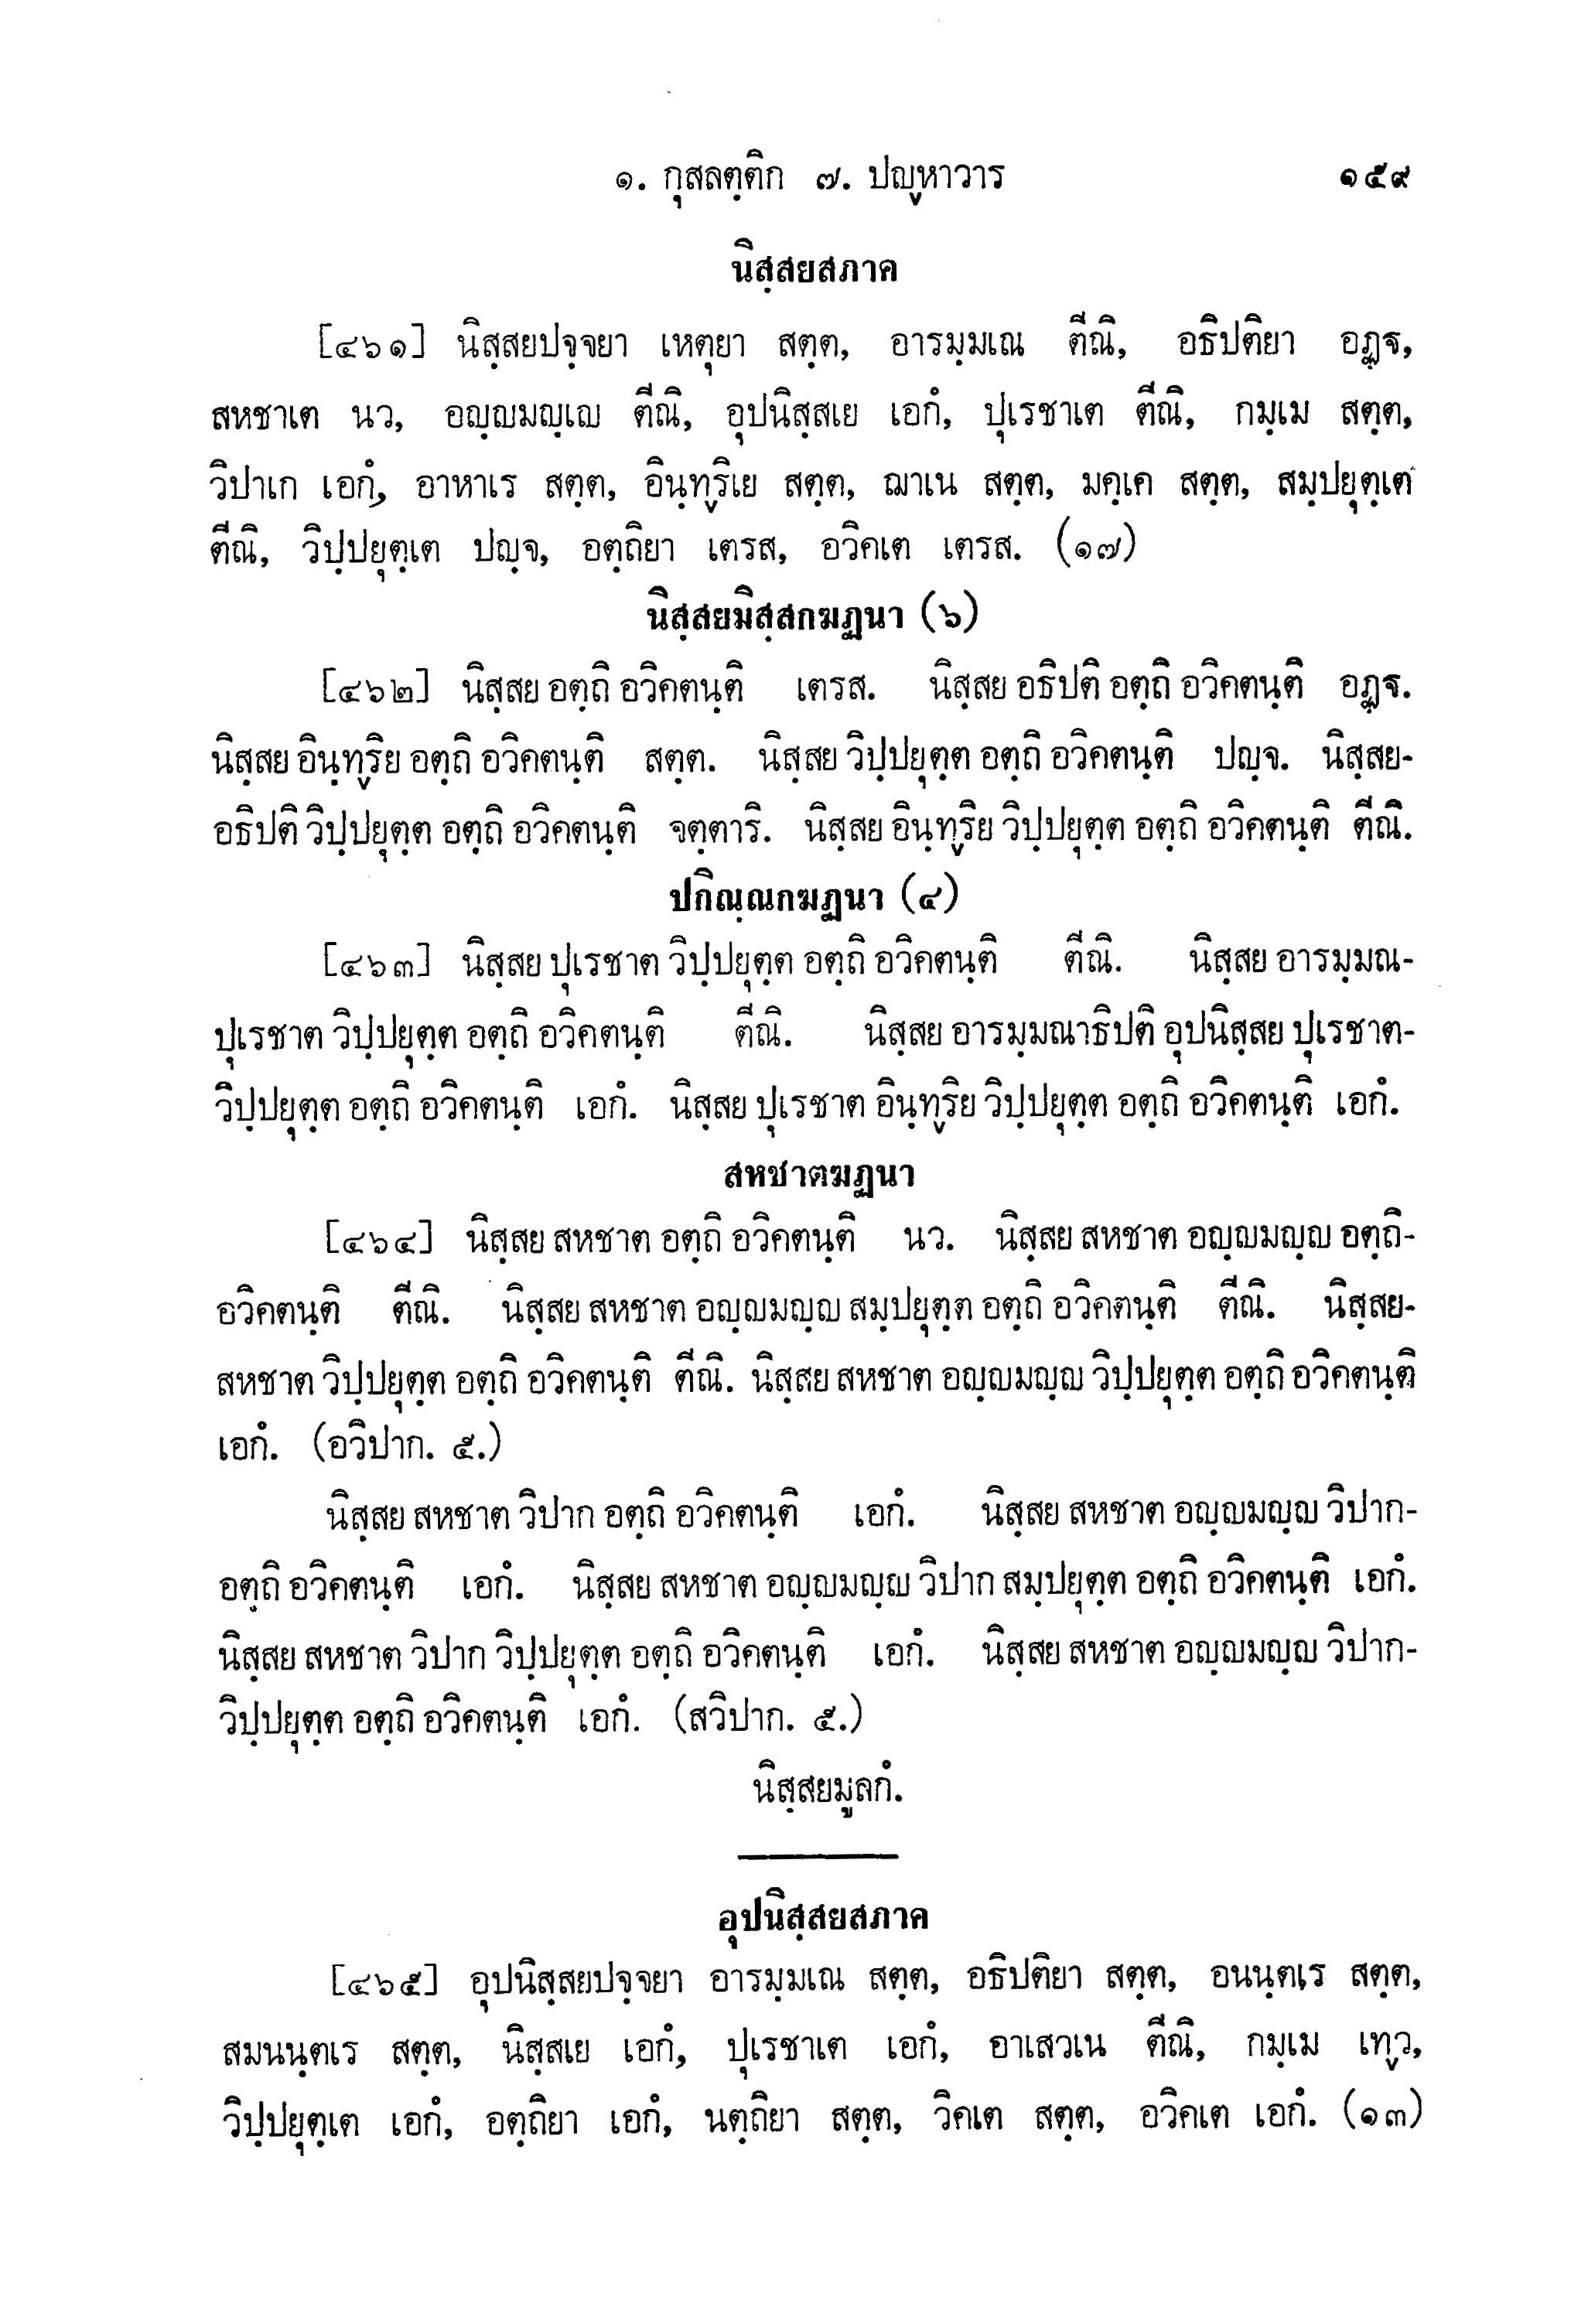 ๑. กุสลตฺติก ๗. ปญฺหาวาร ๑๕๙
นิสฺสยสภาค
[๔๖๑] นิสฺสยปจฺจยา เหตุยา สตฺต, อารมฺมเณ ตีณิ, อธิปติยา อฏฺฐ,
สหชาเต นว, อญฺญมญฺเญ ตีณิ, อุปนิสฺสเย เอกํ, ปุเรชาเต ตีณิ, กมฺเม สตฺต,
วิปาเก เอกํ, อาหาเร สตฺต, อินฺทฺริเย สตฺต, ฌาเน สตฺต, มคฺเค สตฺต, สมฺปยุตฺเต
ตีณิ, วิปฺปยุตฺเต ปญฺจ, อตฺถิยา เตรส, อวิคเต เตรส. (๑๗)
นิสฺสยมิสฺสกฆฏนา (๖)
[๔๖๒] นิสฺสย อตฺถิ อวิคตนฺติ เตรส. นิสฺสย อธิปติ อตฺถิ อวิคตนฺติ อฏฺฐ.
นิสฺสย อินฺทฺริย อตฺถิ อวิคตนฺติ สตฺต. นิสฺสย วิปฺปยุตฺต อตฺถิ อวิคตนฺติ ปญฺจ. นิสฺสย-
อธิปติ วิปฺปยุตฺต อตฺถิ อวิคตนฺติ จตฺตาริ. นิสฺสย อินฺทฺริย วิปฺปยุตฺต อตฺถิ อวิคตนฺติ ตีณิ.
ปกิณฺณกฆฏนา (๔)
[๔๖๓] นิสฺสย ปุเรชาต วิปฺปยุตฺต อตฺถิ อวิคตนฺติ ตีณิ. นิสฺสย อารมฺมณ-
ปุเรชาต วิปฺปยุตฺต อตฺถิ อวิคตนฺติ ตีณิ. นิสฺสย อารมฺมณาธิปติ อุปนิสฺสย ปุเรชาต-
วิปฺปยุตฺต อตฺถิ อวิคตนฺติ เอกํ. นิสฺสย ปุเรชาต อินฺทฺริย วิปฺปยุตฺต อตฺถิ อวิคตนฺติ เอกํ.
สหชาตฆฏนา
[๔๖๔] นิสฺสย สหชาต อตฺถิ อวิคตนฺติ นว. นิสฺสย สหชาต อญฺญมญฺญ อตฺถิ-
อวิคตนฺติ ตีณิ. นิสฺสย สหชาต อญฺญมญฺญ สมฺปยุตฺต อตฺถิ อวิคตนฺติ ตีณิ. นิสฺสย-
สหชาต วิปฺปยุตฺต อตฺถิ อวิคตนฺติ ตีณิ. นิสฺสย สหชาต อญฺญมญฺญ วิปฺปยุตฺต อตฺถิ อวิคตนฺติ
เอกํ. (อวิปาก. ๕.)
นิสฺสย สหชาต วิปาก อตฺถิ อวิคตนฺติ เอกํ. นิสฺสย สหชาต อญฺญมญฺญ วิปาก-
อตฺถิ อวิคตนฺติ เอกํ. นิสฺสย สหชาต อญฺญมญฺญ วิปาก สมฺปยุตฺต อตฺถิ อวิคตนฺติ เอกํ.
นิสฺสย สหชาต วิปาก วิปฺปยุตฺต อตฺถิ อวิคตนฺติ เอกํ. นิสฺสย สหชาต อญฺญมญฺญ วิปาก-
วิปฺปยุตฺต อตฺถิ อวิคตนฺติ เอกํ. (สวิปาก. ๕.)
นิสฺสยมูลกํ.
อุปนิสฺสยสภาค
[๔๖๕] อุปนิสฺสยปจฺจยา อารมฺมเณ สตฺต, อธิปติยา สตฺต, อนนฺตเร สตฺต,
สมนนฺตเร สตฺต, นิสฺสเย เอกํ, ปุเรชาเต เอกํ, อาเสวเน ตีณิ, กมฺเม เทฺว,
วิปฺปยุตฺเต เอกํ, อตฺถิยา เอกํ, นตฺถิยา สตฺต, วิคเต สตฺต, อวิคเต เอกํ. (๑๓)